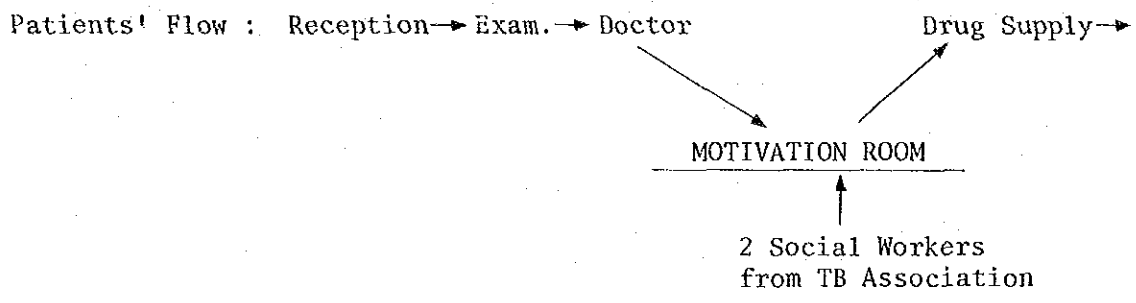 Patients' Flow : Reception→ Exam.→ Doctor Drug Supply→
MOTIVATION ROOM
2 Social Workers
from TB Association